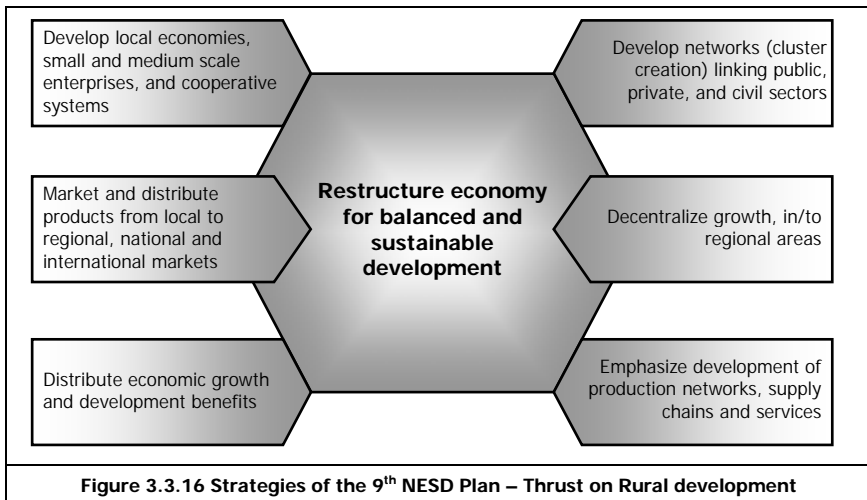 Develop local economies,
small and medium scale
enterprises, and cooperative
systems
Develop networks (cluster
creation) linking public,
private, and civil sectors
Restructure economy
for balanced and
sustainable
development
Market and distribute
products from local to
regional, national and
international markets
Decentralize growth, in/to
regional areas
Distribute economic growth
and development benefits
Emphasize development of
production networks, supply
chains and services
Figure 3.3.16 Strategies of the 9th NESD Plan – Thrust on Rural development